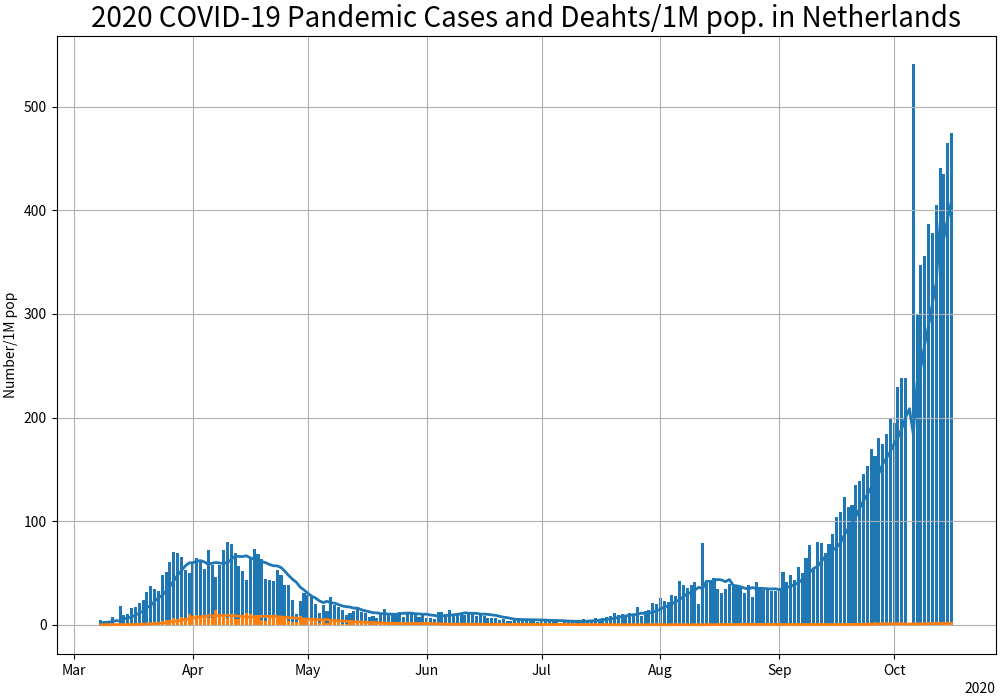 2020 COVID-19 Pandemic Cases and Deahts/1M pop. in Netherlands
Number/1M pop
500
400
300
200
100
0
Mar Apr May Jun Jul Aug Sep Oct
2020